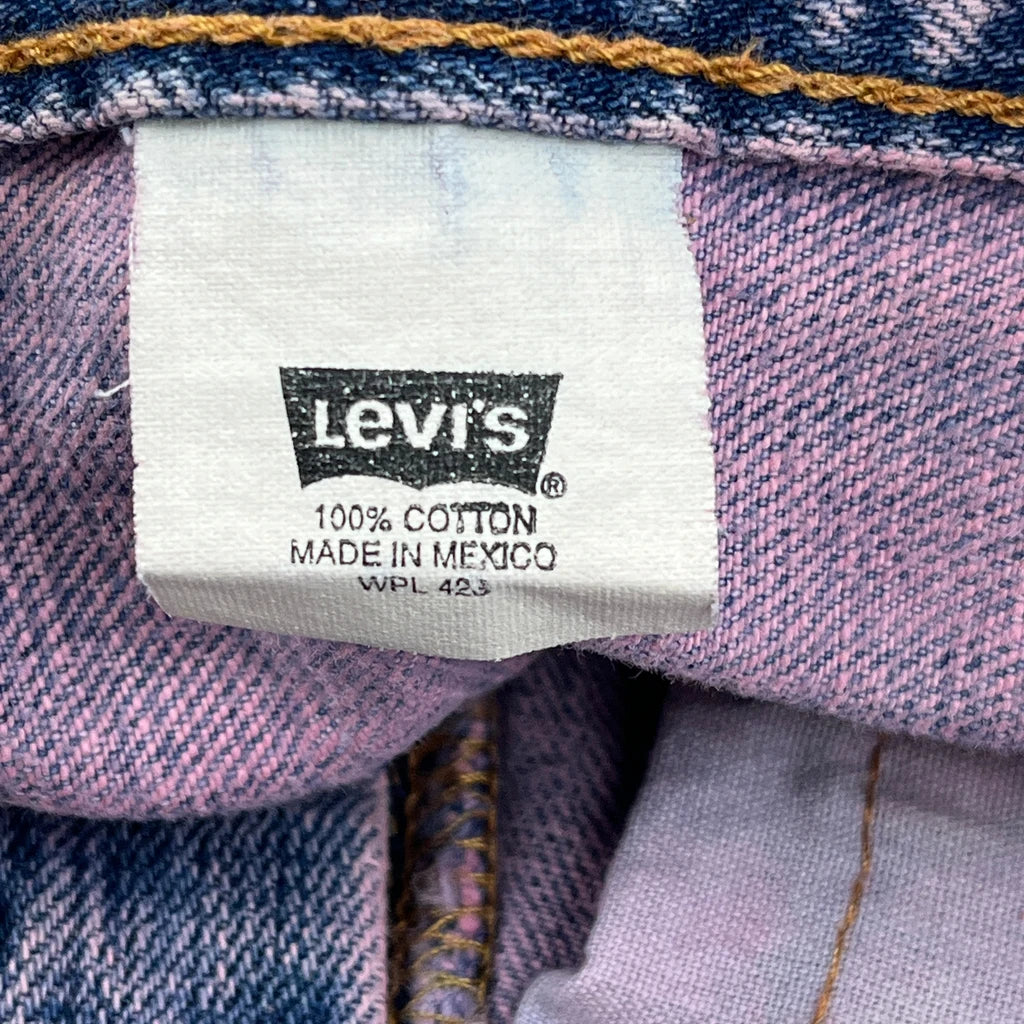 LEVI'S®
100% COTTON
MADE IN MEXICO
WPL 423